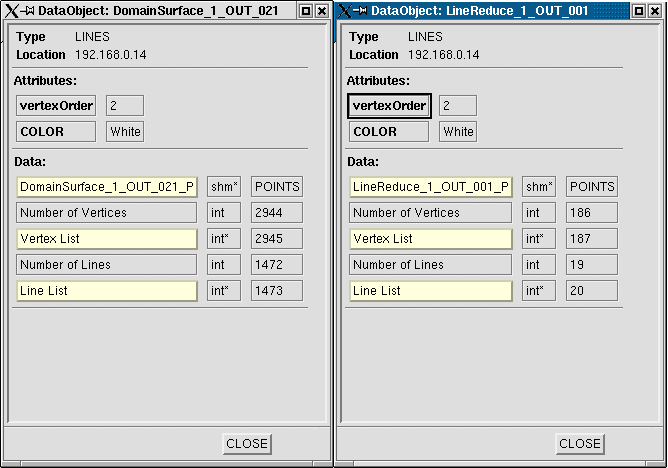 DataObject: DomainSurface_1_OUT_021
Type LINES
Location 192.168.0.14
Attributes:
vertexOrder 2
COLOR White
Data:
DomainSurface_1_OUT_021_P shm* POINTS
Number of Vertices int 2944
Vertex List int* 2945
Number of Lines int 1472
Line List int* 1473
CLOSE
DataObject: LineReduce_1_OUT_001
Type LINES
Location 192.168.0.14
Attributes:
vertexOrder 2
COLOR White
Data:
LineReduce_1_OUT_001_P shm* POINTS
Number of Vertices int 186
Vertex List int* 187
Number of Lines int 19
Line List int* 20
CLOSE